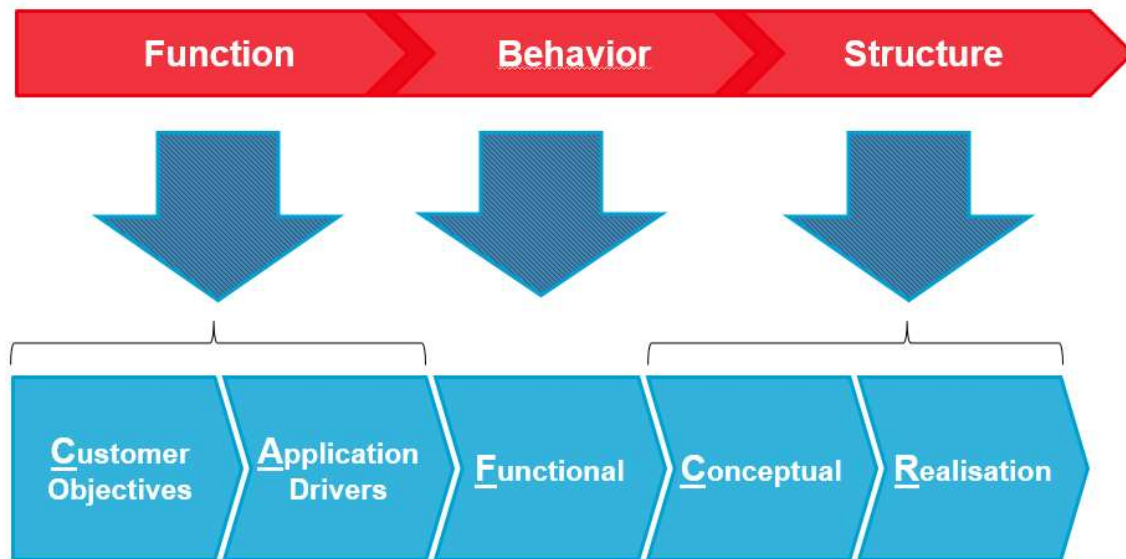 Function
Behavior
Structure
Customer
Objectives
Application
Drivers
Functional
Conceptual
Realisation